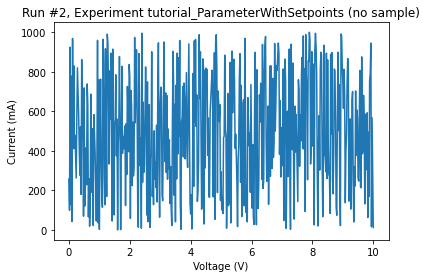 Run #2, Experiment tutorial_ParameterWithSetpoints (no sample)
1000
800
600
400
200
0
Current (mA)
0 2 4 6 8 10
Voltage (V)